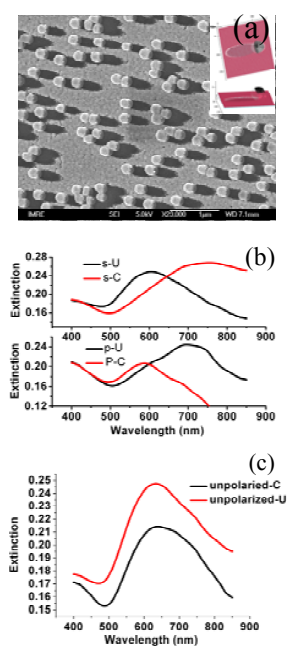 (a)
IMRE SEI 5.0kV X25,000 1µm WD 7.1mm
(b)
s-U
s-C
Extinction
0.28
0.24
0.20
0.16
400 500 600 700 800 900
p-U
P-C
Extinction
0.24
0.20
0.16
0.12
400 500 600 700 800 900
Wavelength (nm)
(c)
unpolaried-C
unpolarized-U
Extinction
0.25
0.24
0.23
0.22
0.21
0.20
0.19
0.18
0.17
0.16
0.15
400 500 600 700 800 900
Wavelength (nm)